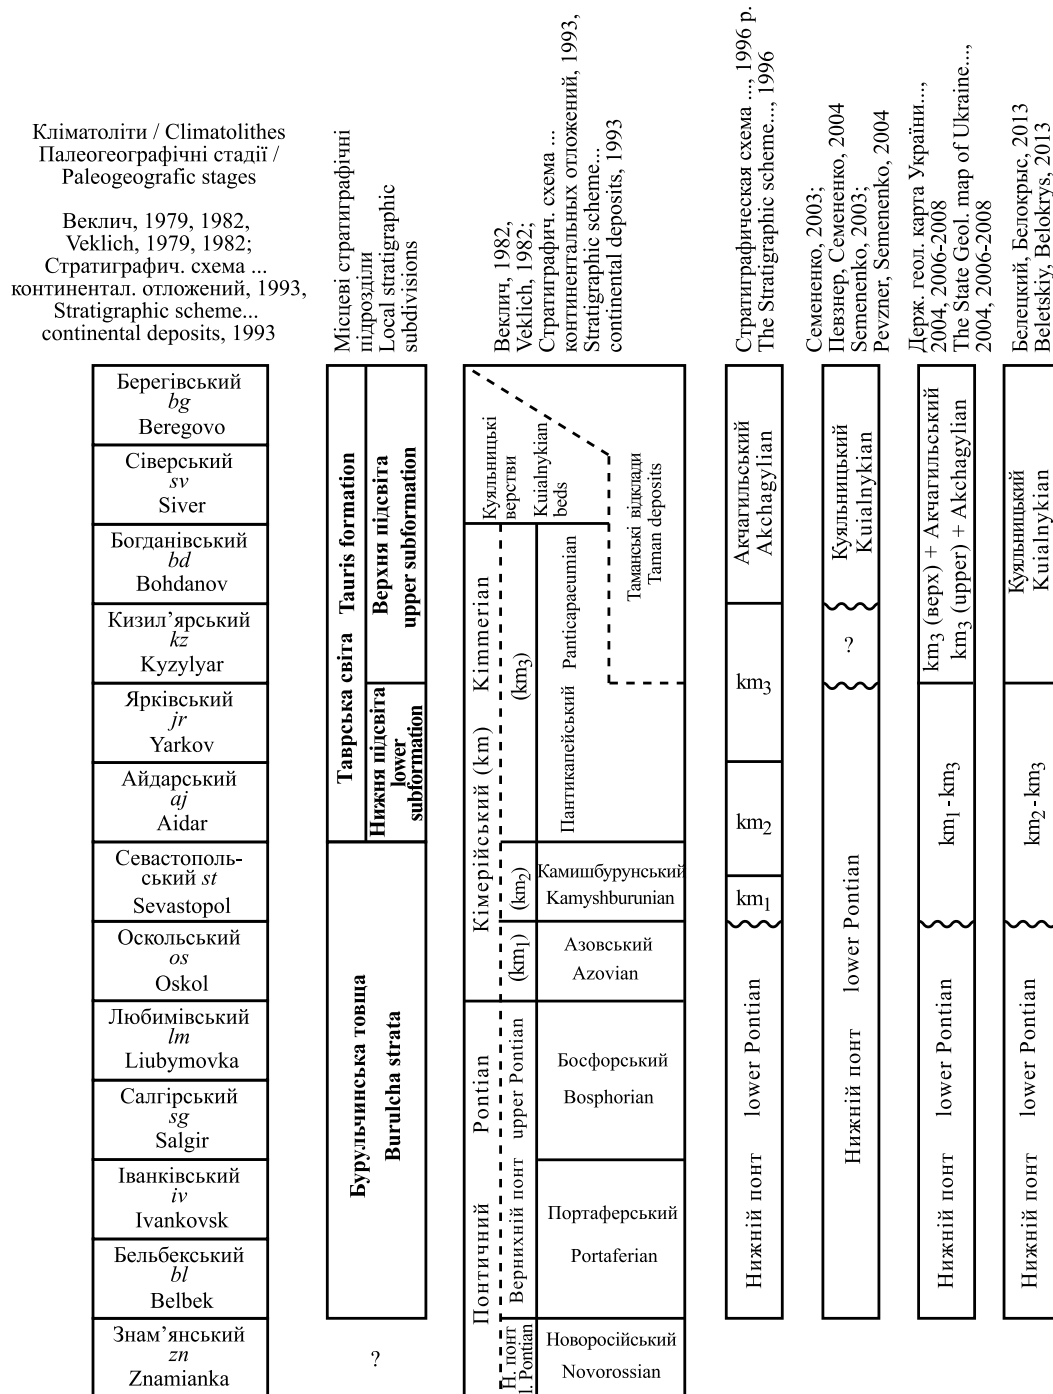 Кліматоліти / Climatolithes
Палеогеографічні стадії /
Paleogeografic stages
Веклич, 1979, 1982,
Veklich, 1979, 1982;
Стратиграфич. схема ...
континентал. отложений, 1993,
Stratigraphic scheme...
continental deposits, 1993
Місцеві стратиграфічні
підрозділи
Local stratigraphic
subdivisions
Веклич, 1982,
Veklich, 1982;
Стратиграфич. схема ...
континентальных отложений, 1993,
Stratigraphic scheme...
continental deposits, 1993
Стратиграфическая схема ..., 1996 р.
The Stratigraphic scheme..., 1996
Семененко, 2003;
Певзнер, Семененко, 2004
Semenenko, 2003;
Pevzner, Semenenko, 2004
Держ. геол. карта України...,
2004, 2006-2008
The State Geol. map of Ukraine...,
2004, 2006-2008
Белецкий, Белокрыс, 2013
Beletskiy, Belokrys, 2013
Берегівський
bg
Beregovo
Сіверський
sv
Siver
Богданівський
bd
Bohdanov
Кизил’ярський
kz
Kyzylyar
Ярківський
jr
Yarkov
Айдарський
aj
Aidar
Севастополь-
ський st
Sevastopol
Оскольський
os
Oskol
Любимівський
lm
Liubymovka
Салгірський
sg
Salgir
Іванківський
iv
Ivankovsk
Бельбекський
bl
Belbek
Знам’янський
zn
Znamianka
Таврська світа Tauris formation
Верхня підсвіта
upper subformation
Нижня підсвіта
lower
subformation
Бурульчинська товща
Burulcha strata
?
Куяльницькі
верстви
Kuialnykian
beds
Таманські відклади
Taman deposits
Кімерійський (km) Kimmerian
(km3)
Пантикапейський Panticapaeumian
(km2)
Камишбурунський
Kamyshburunian
(km1)
Азовський
Azovian
Понтичний Pontian
Вернихній понт upper Pontian
Босфорський
Bosphorian
Портаферський
Portaferian
Н. понт
l. Pontian
Новоросійський
Novorossian
Акчагильський
Akchagylian
km3
km2
km1
Нижній понт lower Pontian
Куяльницкий
Kuialnykian
?
Нижній понт lower Pontian
km3 (верх) + Акчагильський
km3 (upper) + Akchagylian
km1-km3
Нижній понт lower Pontian
Куяльницький
Kuialnykian
km2-km3
Нижній понт lower Pontian